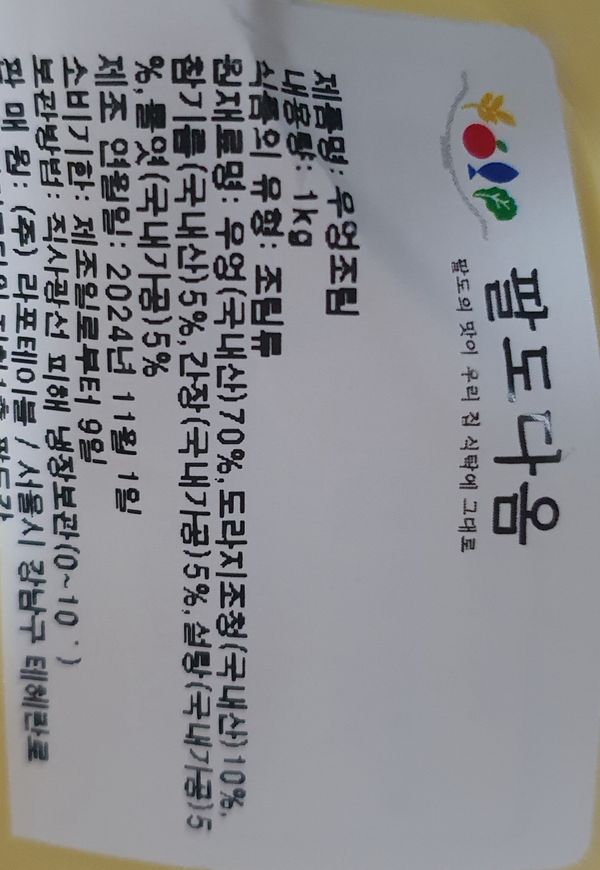 팔도다옴
팔도의 맛이 우리 집 식탁에 그대로
제품명: 우엉조림
내용량: 1kg
식품의 유형: 조림류
원재료명: 우엉(국내산)70%,도라지조청(국내산)10%,
참기름(국내산)5%,간장(국내가공)5%,설탕(국내가공)5
%,물엿(국내가공)5%
제조 연월일: 2024년 11월 1일
소비기한: 제조일로부터 9일
보관방법: 직사광선 피해 냉장보관(0~10˚)
판 매 원: (주) 라포테이블 / 서울시 강남구 테헤란로